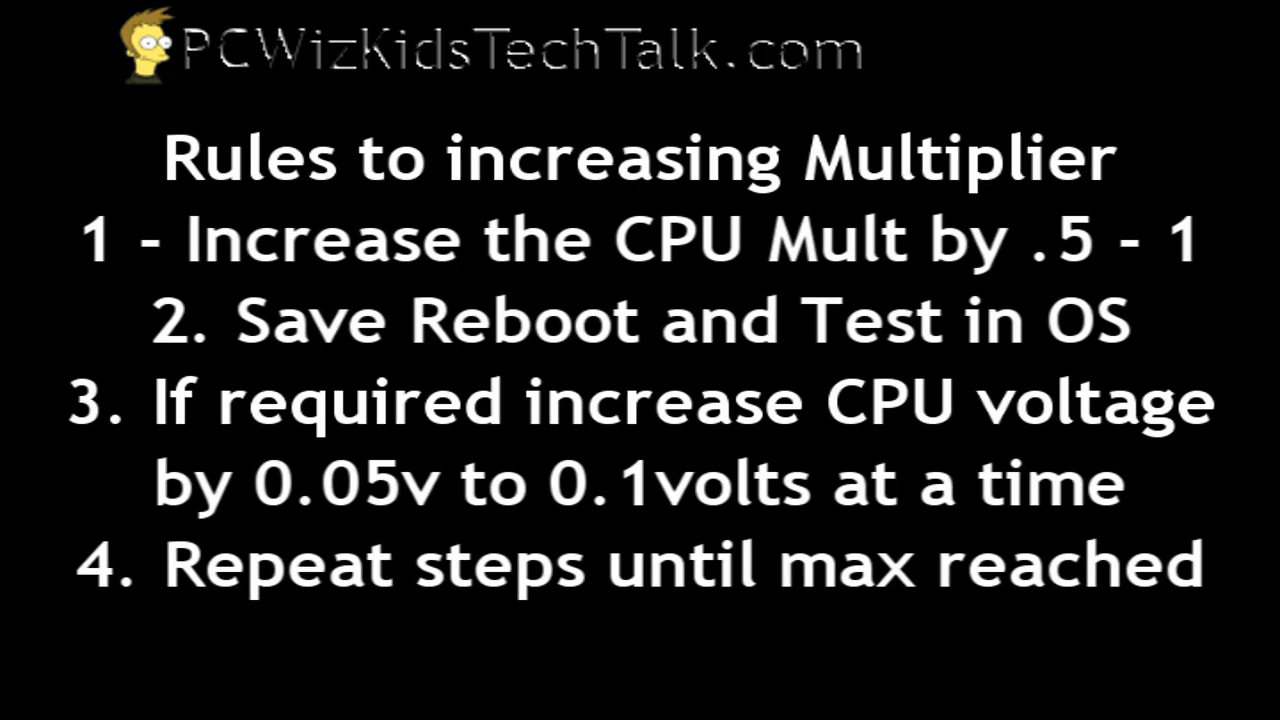 PCWizKidsTechTalk.com
Rules to increasing Multiplier
1 - Increase the CPU Mult by .5 - 1
2. Save Reboot and Test in OS
3. If required increase CPU voltage
by 0.05v to 0.1volts at a time
4. Repeat steps until max reached